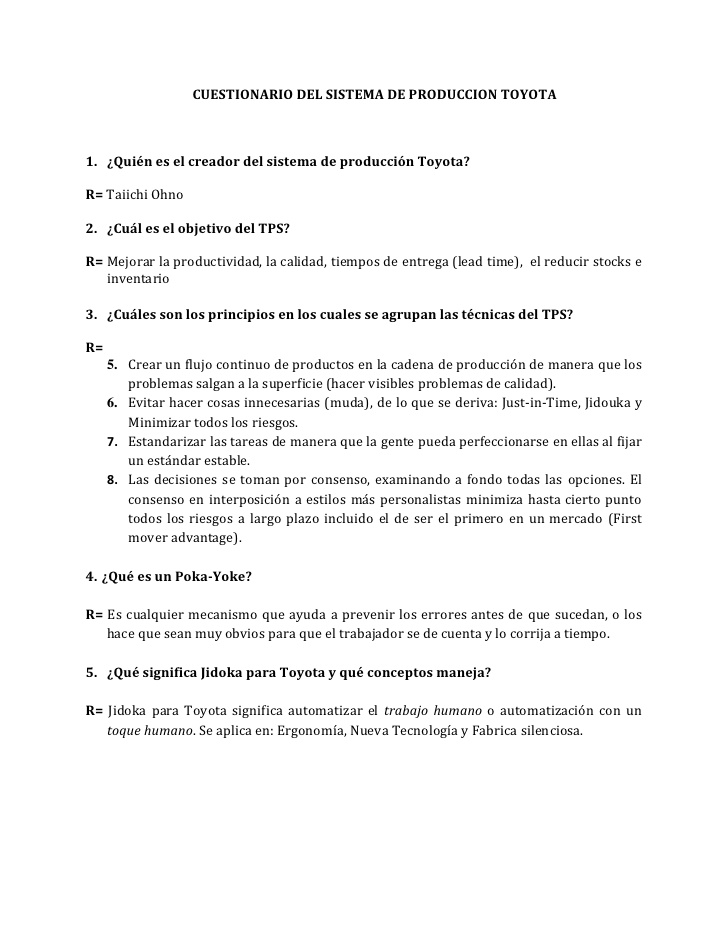 CUESTIONARIO DEL SISTEMA DE PRODUCCION TOYOTA
1. ¿Quién es el creador del sistema de producción Toyota?
R= Taiichi Ohno
2. ¿Cuál es el objetivo del TPS?
R= Mejorar la productividad, la calidad, tiempos de entrega (lead time), el reducir stocks e
inventario
3. ¿Cuáles son los principios en los cuales se agrupan las técnicas del TPS?
R=
5. Crear un flujo continuo de productos en la cadena de producción de manera que los
problemas salgan a la superficie (hacer visibles problemas de calidad).
6. Evitar hacer cosas innecesarias (muda), de lo que se deriva: Just-in-Time, Jidouka y
Minimizar todos los riesgos.
7. Estandarizar las tareas de manera que la gente pueda perfeccionarse en ellas al fijar
un estándar estable.
8. Las decisiones se toman por consenso, examinando a fondo todas las opciones. El
consenso en interposición a estilos más personalistas minimiza hasta cierto punto
todos los riesgos a largo plazo incluido el de ser el primero en un mercado (First
mover advantage).
4. ¿Qué es un Poka-Yoke?
R= Es cualquier mecanismo que ayuda a prevenir los errores antes de que sucedan, o los
hace que sean muy obvios para que el trabajador se de cuenta y lo corrija a tiempo.
5. ¿Qué significa Jidoka para Toyota y qué conceptos maneja?
R= Jidoka para Toyota significa automatizar el trabajo humano o automatización con un
toque humano. Se aplica en: Ergonomía, Nueva Tecnología y Fabrica silenciosa.